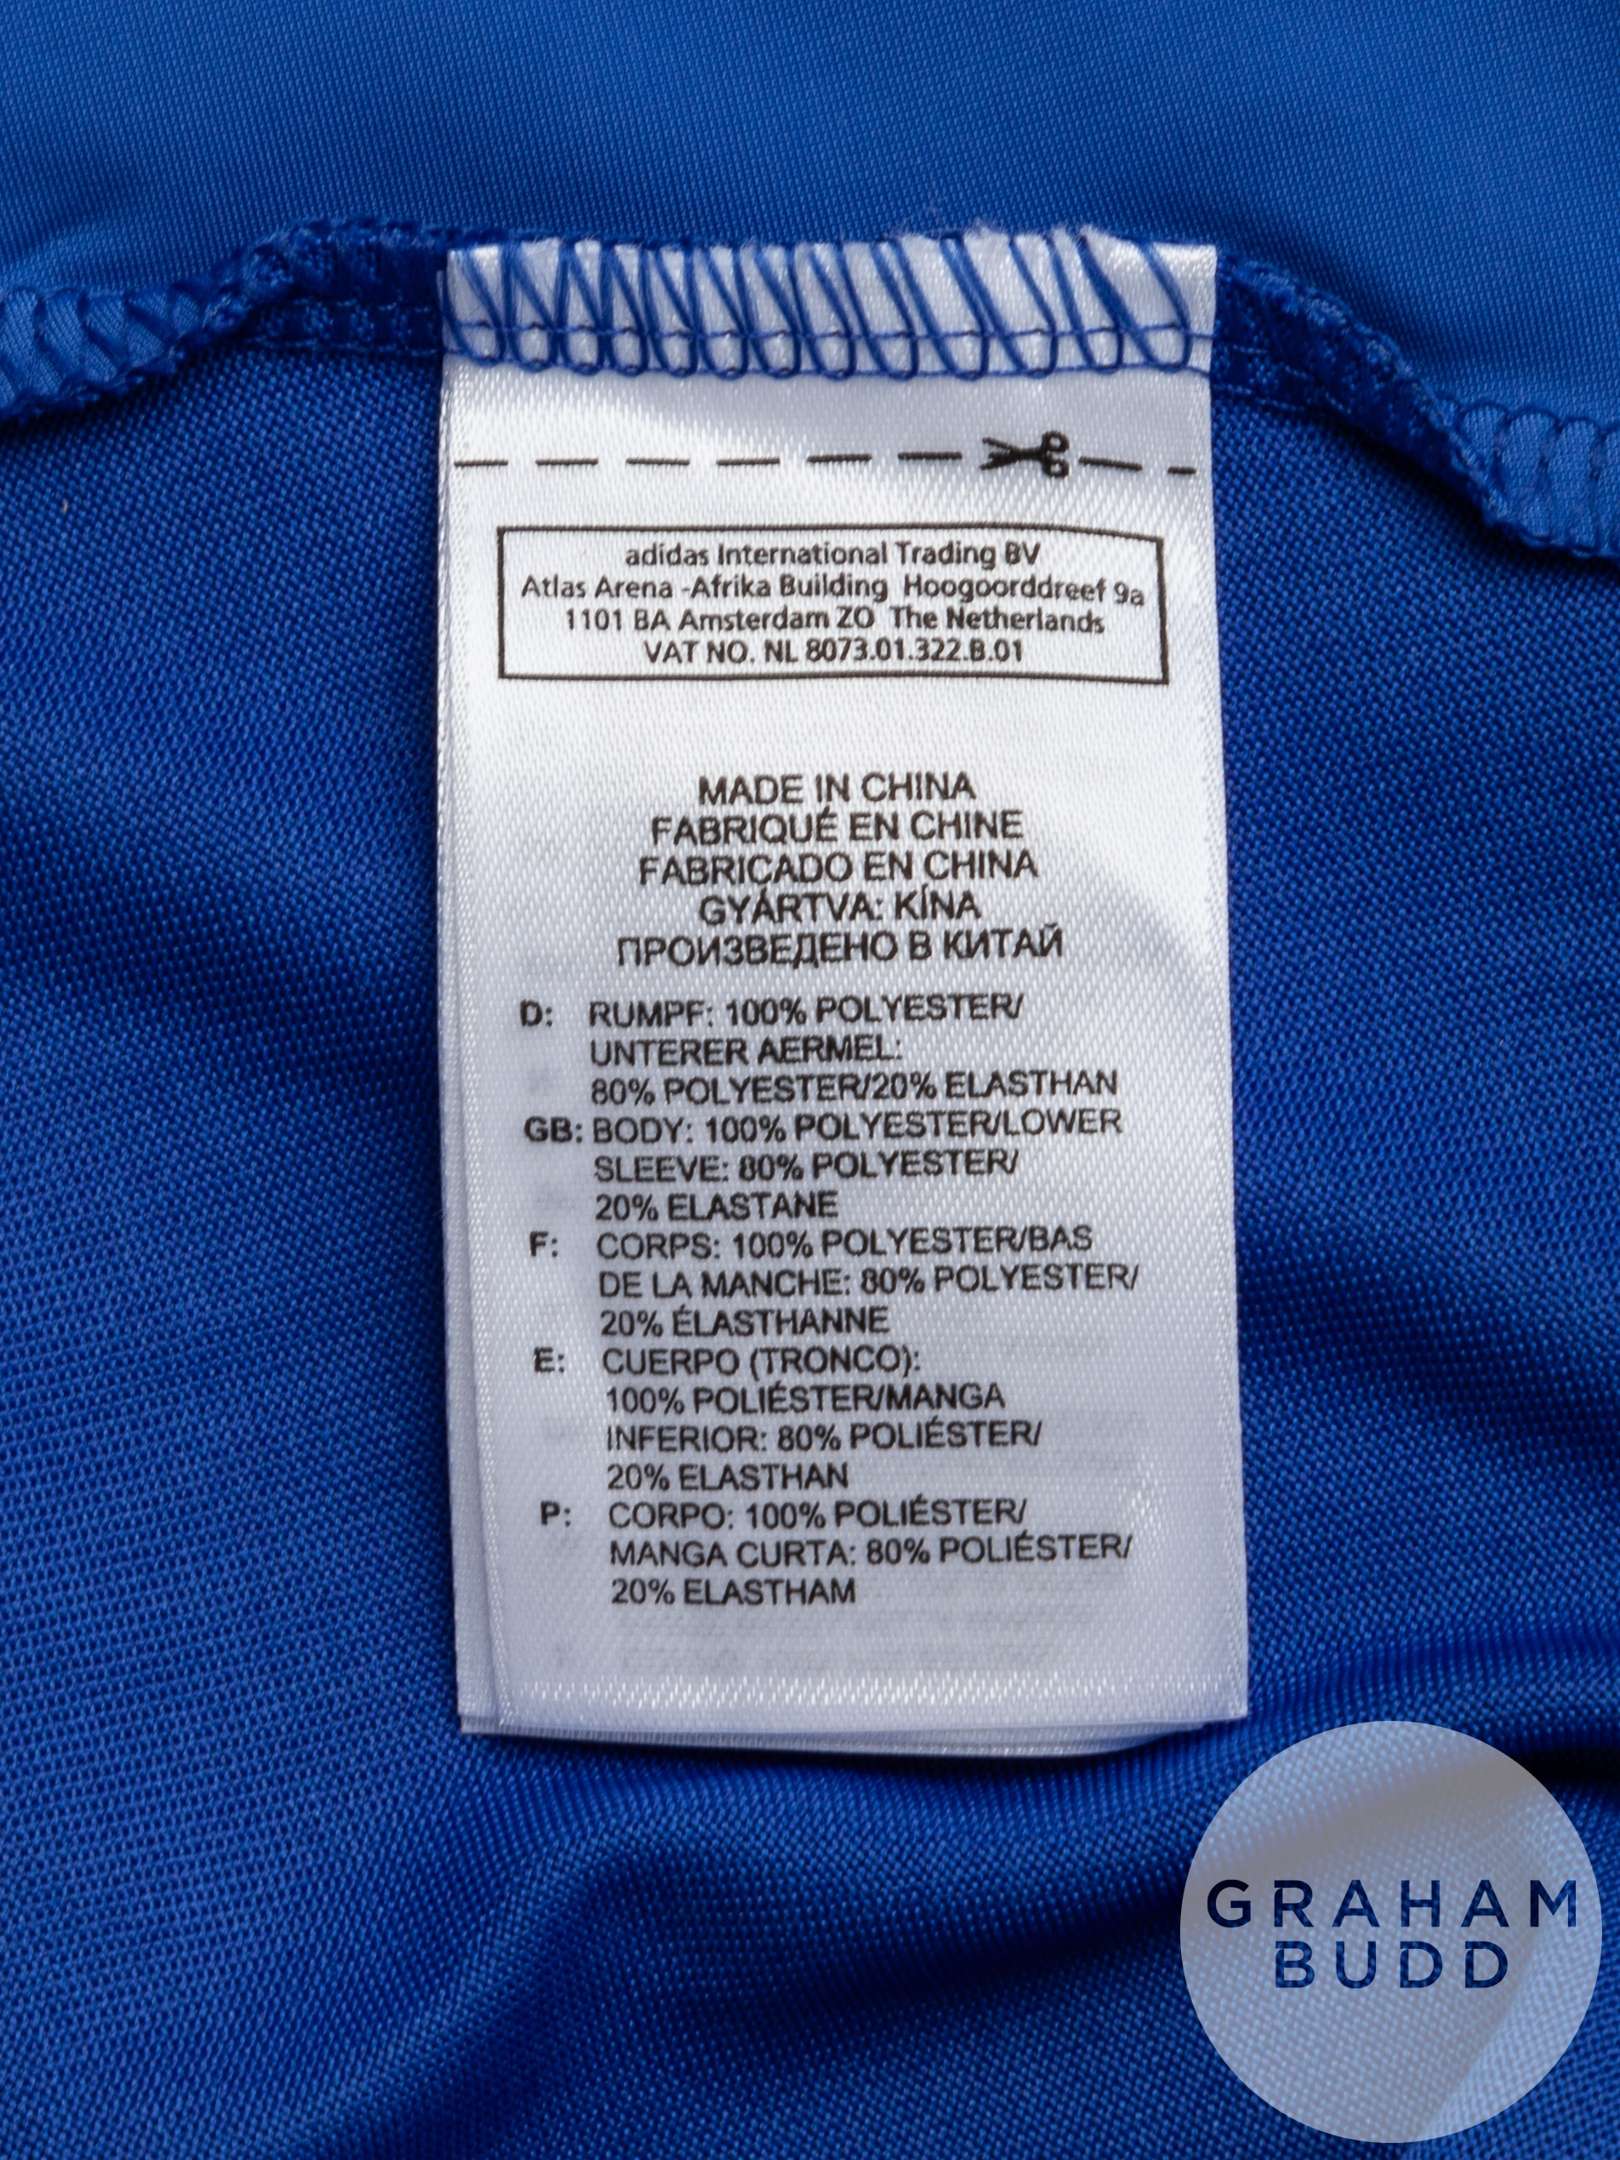 adidas International Trading BV
Atlas Arena -Afrika Building Hoogoorddreef 9a
1101 BA Amsterdam ZO The Netherlands
VAT NO. NL 8073.01.322.B.01
MADE IN CHINA
FABRIQUÉ EN CHINE
FABRICADO EN CHINA
GYÁRTVA: KÍNA
ПРОИЗВЕДЕНО В КИТАЙ
D: RUMPF: 100% POLYESTER/
UNTERER AERMEL:
80% POLYESTER/20% ELASTHAN
GB: BODY: 100% POLYESTER/LOWER
SLEEVE: 80% POLYESTER/
20% ELASTANE
F: CORPS: 100% POLYESTER/BAS
DE LA MANCHE: 80% POLYESTER/
20% ÉLASTHANNE
E: CUERPO (TRONCO):
100% POLIÉSTER/MANGA
INFERIOR: 80% POLIÉSTER/
20% ELASTHAN
P: CORPO: 100% POLIÉSTER/
MANGA CURTA: 80% POLIÉSTER/
20% ELASTHAM
GRAHAM
BUDD